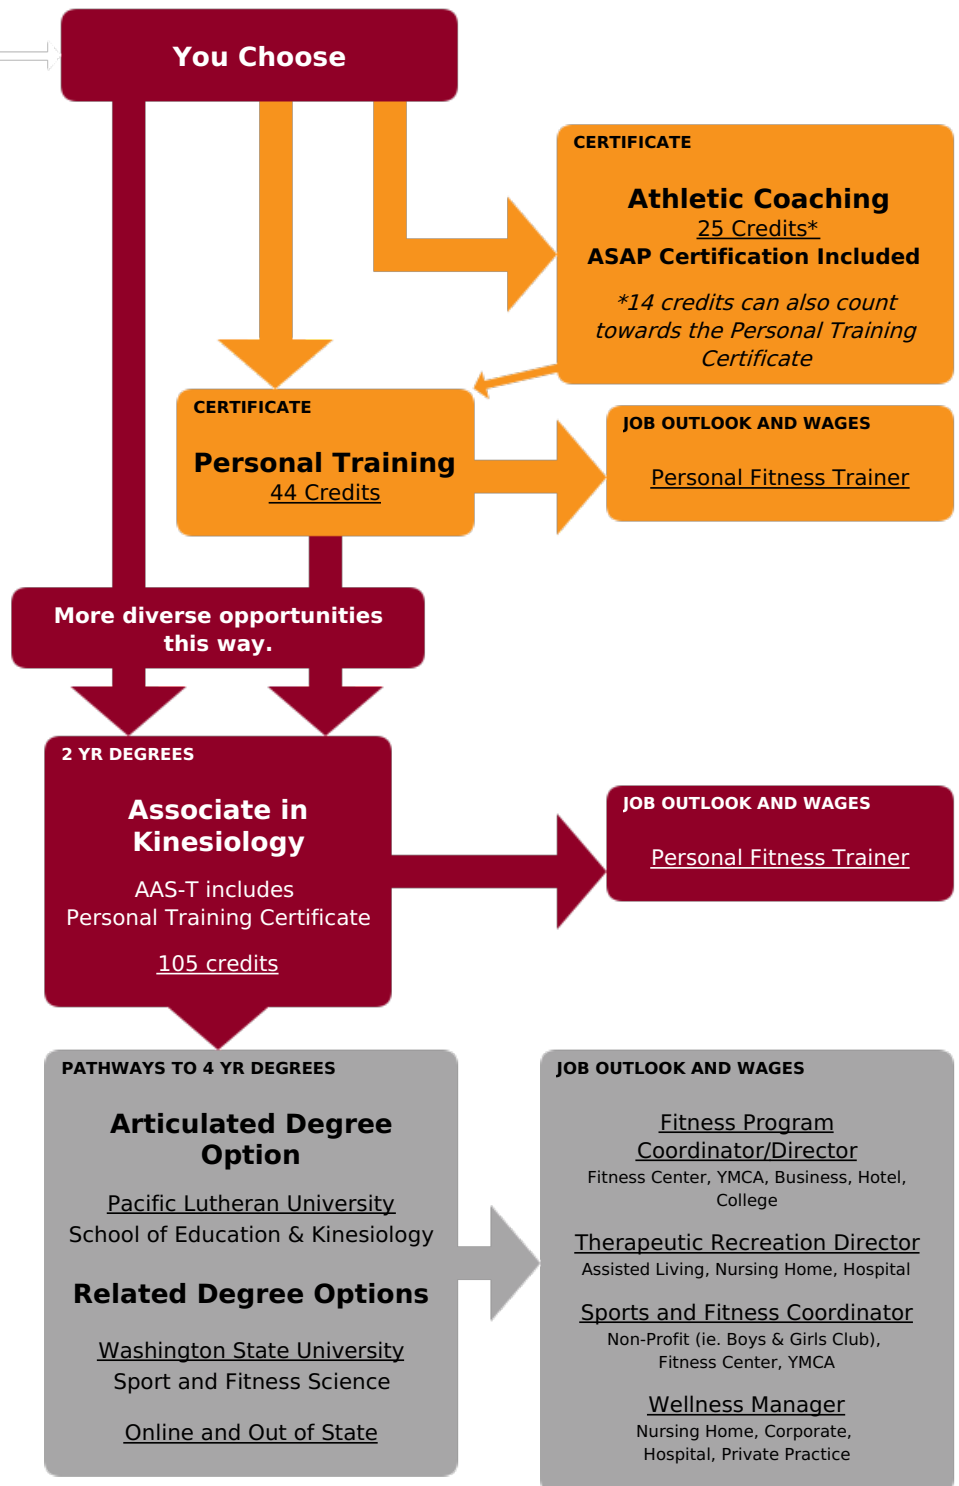 You Choose
CERTIFICATE
Athletic Coaching
25 Credits*
ASAP Certification Included
*14 credits can also count
towards the Personal Training
Certificate
CERTIFICATE
Personal Training
44 Credits
JOB OUTLOOK AND WAGES
Personal Fitness Trainer
More diverse opportunities
this way.
2 YR DEGREES
Associate in
Kinesiology
AAS-T includes
Personal Training Certificate
105 credits
JOB OUTLOOK AND WAGES
Personal Fitness Trainer
PATHWAYS TO 4 YR DEGREES
Articulated Degree
Option
Pacific Lutheran University
School of Education & Kinesiology
Related Degree Options
Washington State University
Sport and Fitness Science
Online and Out of State
JOB OUTLOOK AND WAGES
Fitness Program
Coordinator/Director
Fitness Center, YMCA, Business, Hotel,
College
Therapeutic Recreation Director
Assisted Living, Nursing Home, Hospital
Sports and Fitness Coordinator
Non-Profit (ie. Boys & Girls Club),
Fitness Center, YMCA
Wellness Manager
Nursing Home, Corporate,
Hospital, Private Practice